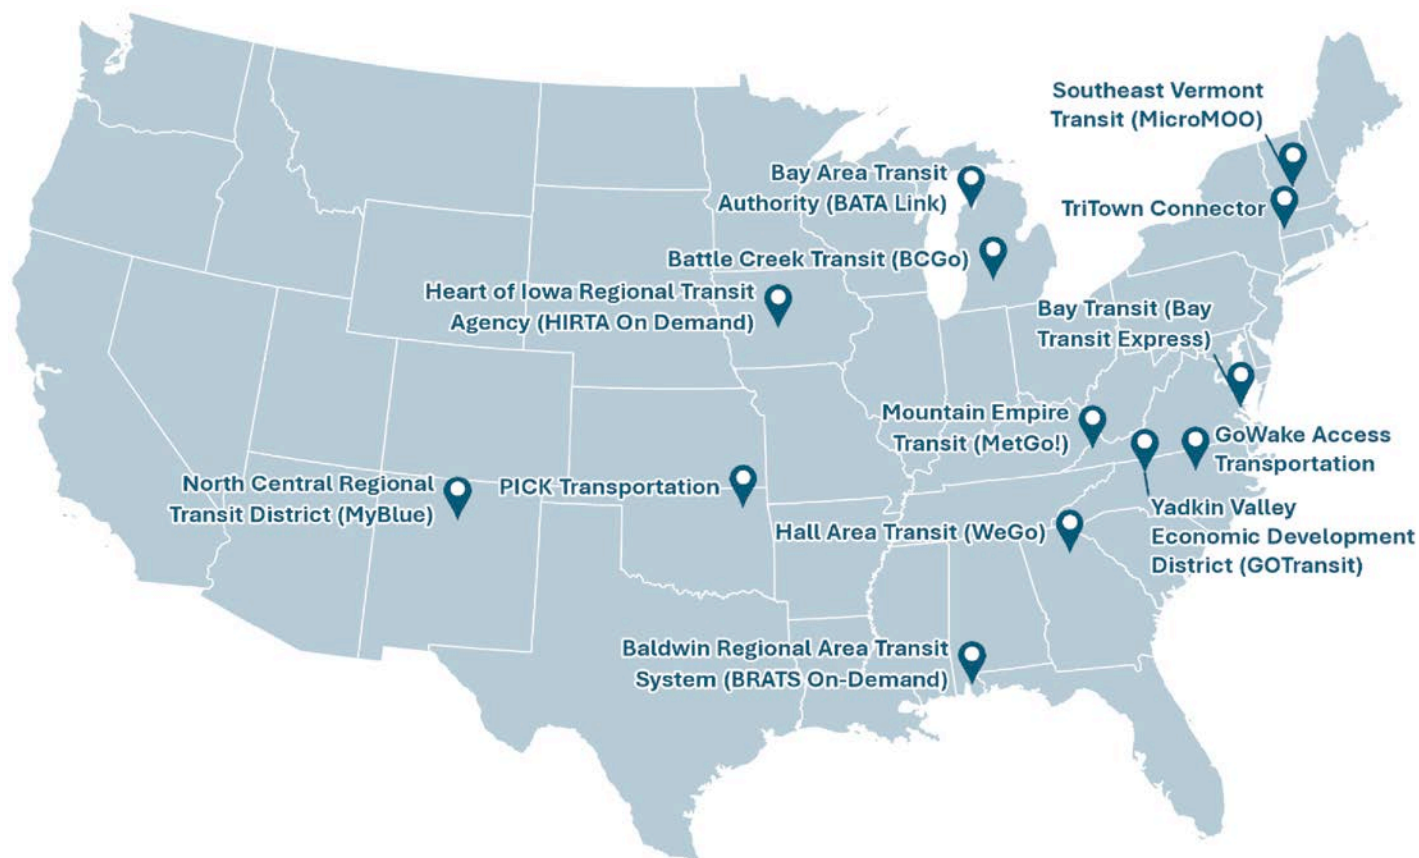 Southeast Vermont
Transit (MicroMOO)
Bay Area Transit
Authority (BATA Link)
TriTown Connector
Battle Creek Transit (BCGo)
Heart of Iowa Regional Transit
Agency (HIRTA On Demand)
Bay Transit (Bay
Transit Express)
Mountain Empire
Transit (MetGo!)
GoWake Access
Transportation
North Central Regional
Transit District (MyBlue)
PICK Transportation
Yadkin Valley
Economic Development
District (GOTransit)
Hall Area Transit (WeGo)
Baldwin Regional Area Transit
System (BRATS On-Demand)